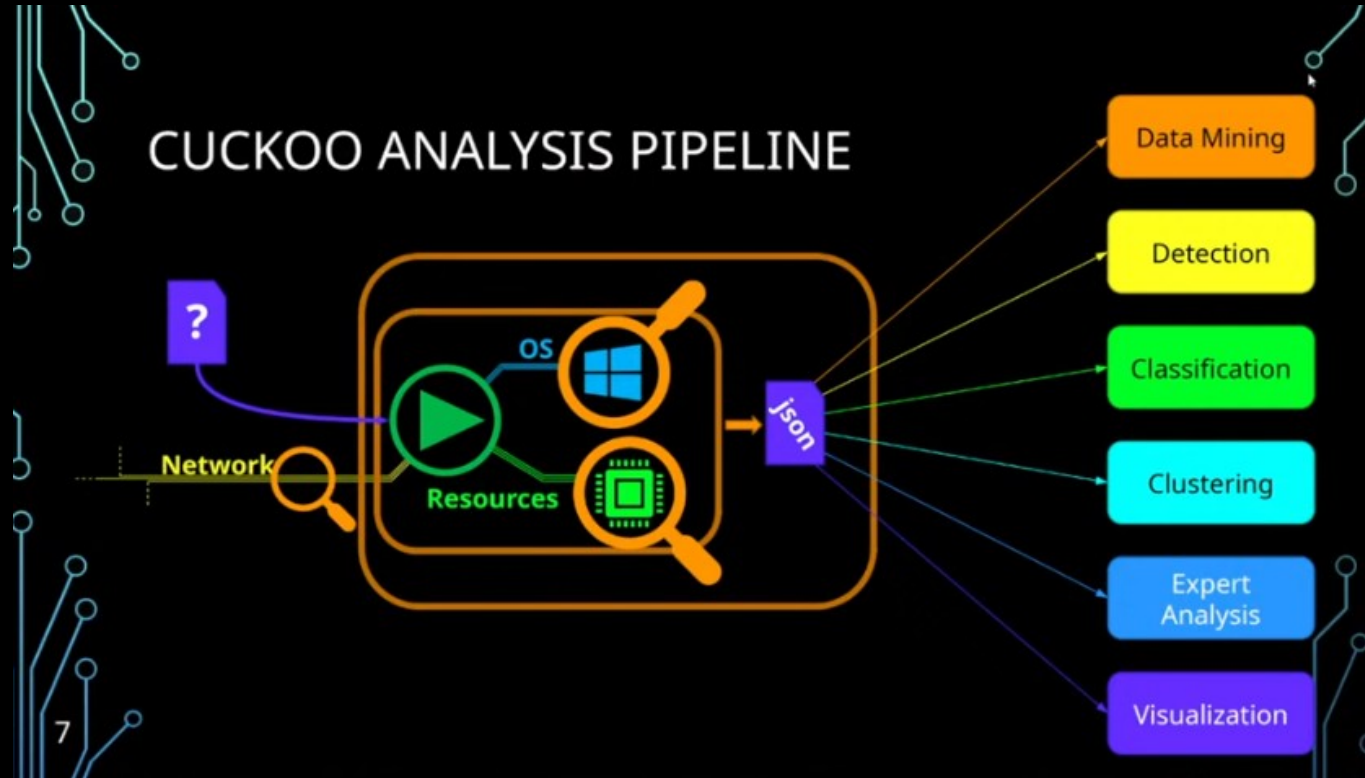 CUCKOO ANALYSIS PIPELINE
?
OS
Network
Resources
json
Data Mining
Detection
Classification
Clustering
Expert
Analysis
Visualization
7